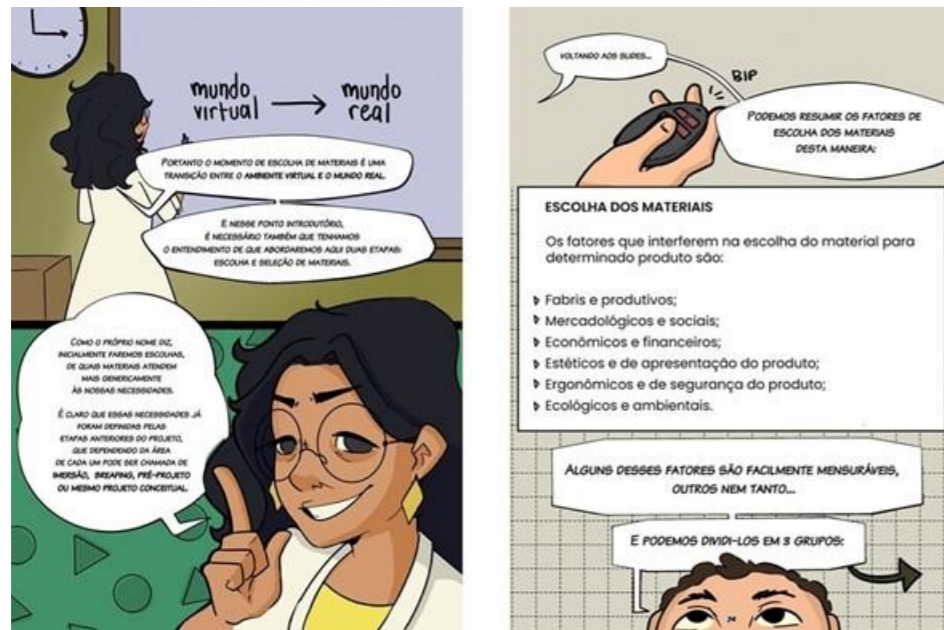 mundo
virtual
mundo
real
PORTANTO O MOMENTO DE ESCOLHA DE MATERIAIS É UMA
TRANSIÇÃO ENTRE O AMBIENTE VIRTUAL E O MUNDO REAL.
E NESSE PONTO INTRODUTÓRIO,
É NECESSÁRIO TAMBÉM QUE TENHAMOS
O ENTENDIMENTO DE QUE ABORDAREMOS AQUI DUAS ETAPAS:
ESCOLHA E SELEÇÃO DE MATERIAIS.
COMO O PRÓPRIO NOME DIZ,
INICIALMENTE FAREMOS ESCOLHAS,
DE QUAIS MATERIAIS ATENDEM
MAIS GENERICAMENTE
ÀS NOSSAS NECESSIDADES.
É CLARO QUE ESSAS NECESSIDADES JÁ
FORAM DEFINIDAS PELAS
ETAPAS ANTERIORES DO PROJETO,
QUE DEPENDENDO DA ÁREA
DE CADA UM PODE SER CHAMADA DE
IMERSÃO, BREAFING, PRÉ-PROJETO
OU MESMO PROJETO CONCEITUAL.
VOLTANDO AOS SLIDES...
BIP
PODEMOS RESUMIR OS FATORES DE
ESCOLHA DOS MATERIAIS
DESTA MANEIRA:
ESCOLHA DOS MATERIAIS
Os fatores que interferem na escolha do material para
determinado produto são:
Fabris e produtivos;
Mercadológicos e sociais;
Econômicos e financeiros;
Estéticos e de apresentação do produto;
Ergonômicos e de segurança do produto;
Ecológicos e ambientais.
ALGUNS DESSES FATORES SÃO FACILMENTE MENSURÁVEIS,
OUTROS NEM TANTO...
E PODEMOS DIVIDI-LOS EM 3 GRUPOS: